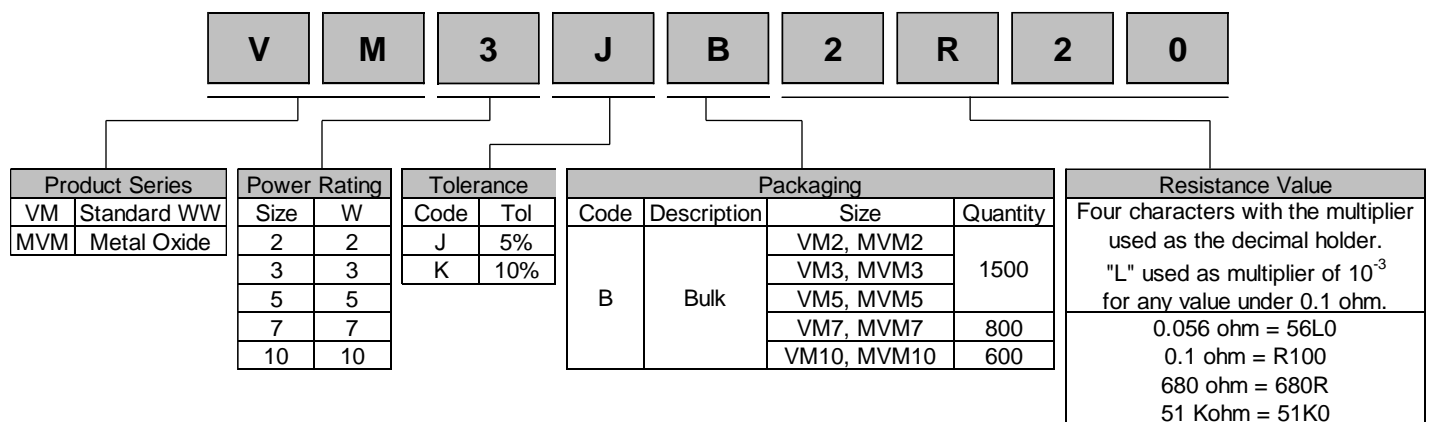 V M 3 J B 2 R 2 0
Product Series
VM Standard WW
MVM Metal Oxide
Power Rating
Size W
2 2
3 3
5 5
7 7
10 10
Tolerance
Code Tol
J 5%
K 10%
Packaging
Code Description Size Quantity
B Bulk
VM2, MVM2
VM3, MVM3
VM5, MVM5
1500
VM7, MVM7 800
VM10, MVM10 600
Resistance Value
Four characters with the multiplier
used as the decimal holder.
"L" used as multiplier of 10⁻³
for any value under 0.1 ohm.
0.056 ohm = 56L0
0.1 ohm = R100
680 ohm = 680R
51 Kohm = 51K0